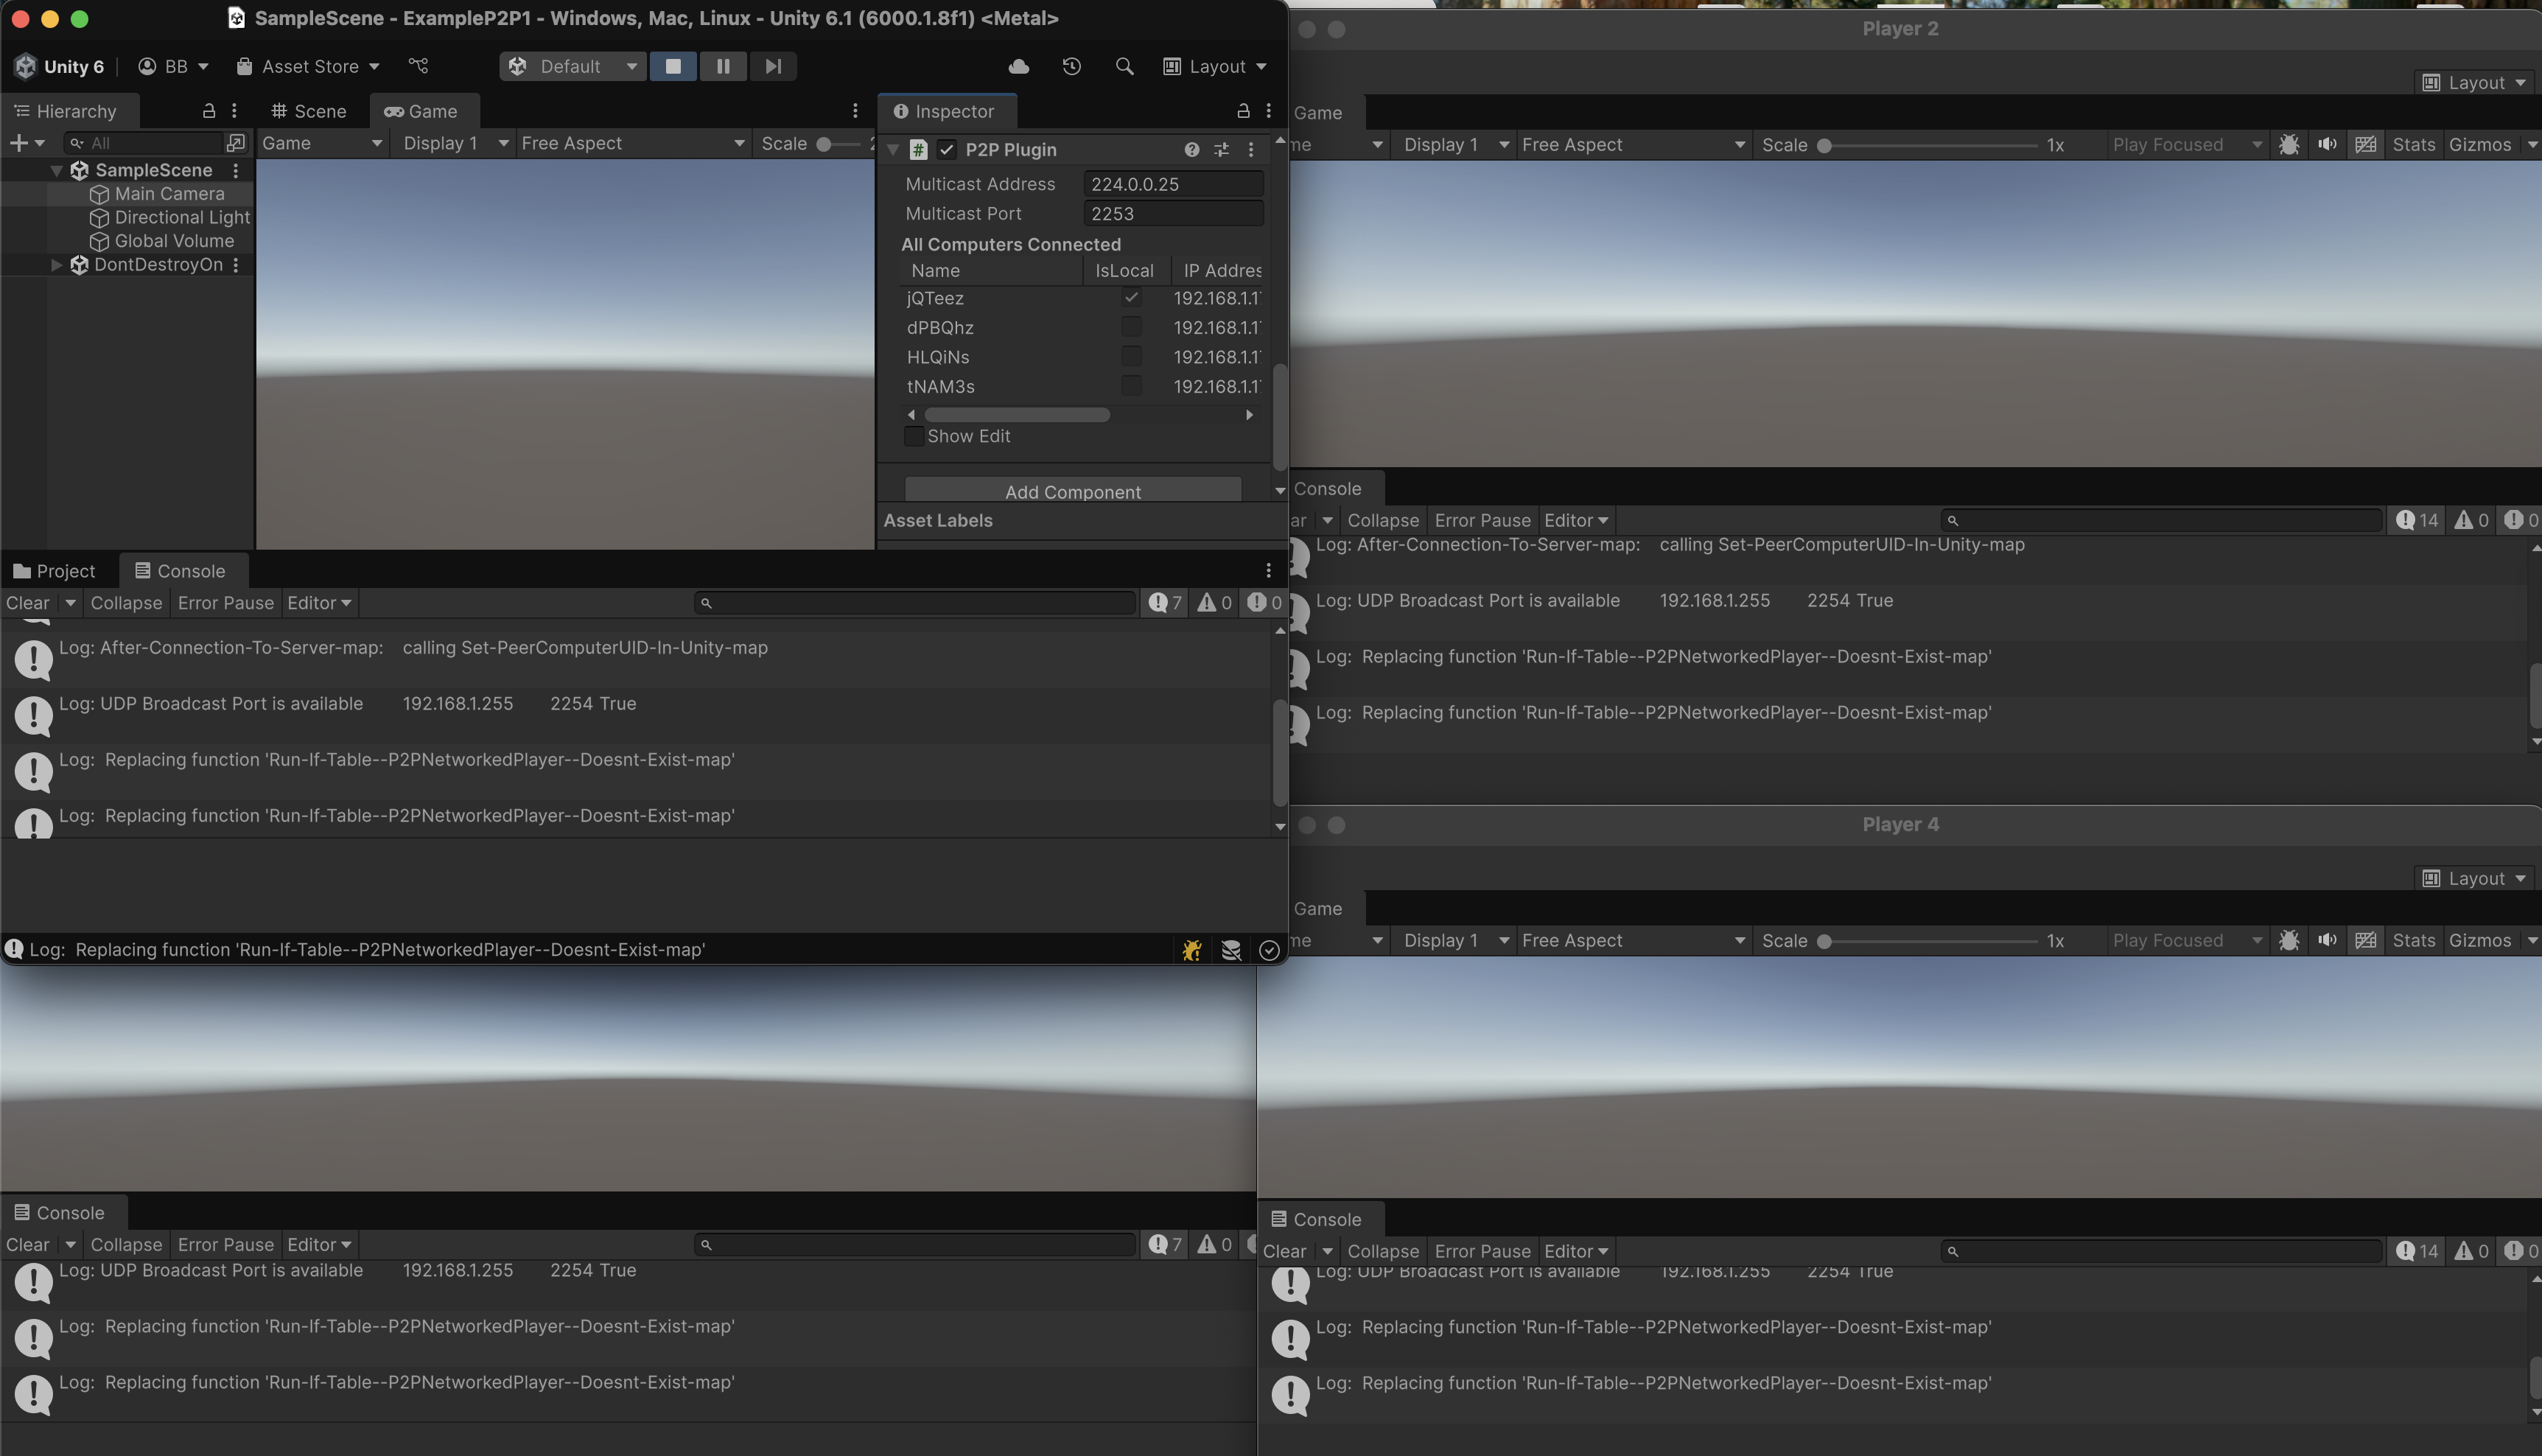 SampleScene - ExampleP2P1 - Windows, Mac, Linux - Unity 6.1 (6000.1.8f1) <Metal>
Unity 6
BB
Asset Store
Default
Layout
Hierarchy
Scene
Game
Inspector
All
Game
Display 1
Free Aspect
Scale
SampleScene
Main Camera
Directional Light
Global Volume
DontDestroyOn
P2P Plugin
Multicast Address
224.0.0.25
Multicast Port
2253
All Computers Connected
Name
IsLocal
IP Addres
jQTeez
192.168.1.1
dPBQhz
192.168.1.1
HLQiNs
192.168.1.1
tNAM3s
192.168.1.1
Show Edit
Add Component
Asset Labels
Project
Console
Clear
Collapse
Error Pause
Editor
7
0
0
Log: After-Connection-To-Server-map: calling Set-PeerComputerUID-In-Unity-map
Log: UDP Broadcast Port is available 192.168.1.255 2254 True
Log: Replacing function 'Run-If-Table--P2PNetworkedPlayer--Doesnt-Exist-map'
Log: Replacing function 'Run-If-Table--P2PNetworkedPlayer--Doesnt-Exist-map'
Log: Replacing function 'Run-If-Table--P2PNetworkedPlayer--Doesnt-Exist-map'
Player 2
Layout
Game
me
Display 1
Free Aspect
Scale
1x
Play Focused
Stats
Gizmos
Console
ar
Collapse
Error Pause
Editor
14
0
0
Log: After-Connection-To-Server-map: calling Set-PeerComputerUID-In-Unity-map
Log: UDP Broadcast Port is available 192.168.1.255 2254 True
Log: Replacing function 'Run-If-Table--P2PNetworkedPlayer--Doesnt-Exist-map'
Log: Replacing function 'Run-If-Table--P2PNetworkedPlayer--Doesnt-Exist-map'
Player 4
Layout
Game
me
Display 1
Free Aspect
Scale
1x
Play Focused
Stats
Gizmos
Console
Clear
Collapse
Error Pause
Editor
7
0
Log: UDP Broadcast Port is available 192.168.1.255 2254 True
Log: Replacing function 'Run-If-Table--P2PNetworkedPlayer--Doesnt-Exist-map'
Log: Replacing function 'Run-If-Table--P2PNetworkedPlayer--Doesnt-Exist-map'
Console
Clear
Collapse
Error Pause
Editor
14
0
0
Log: UDP Broadcast Port is available 192.168.1.255 2254 True
Log: Replacing function 'Run-If-Table--P2PNetworkedPlayer--Doesnt-Exist-map'
Log: Replacing function 'Run-If-Table--P2PNetworkedPlayer--Doesnt-Exist-map'